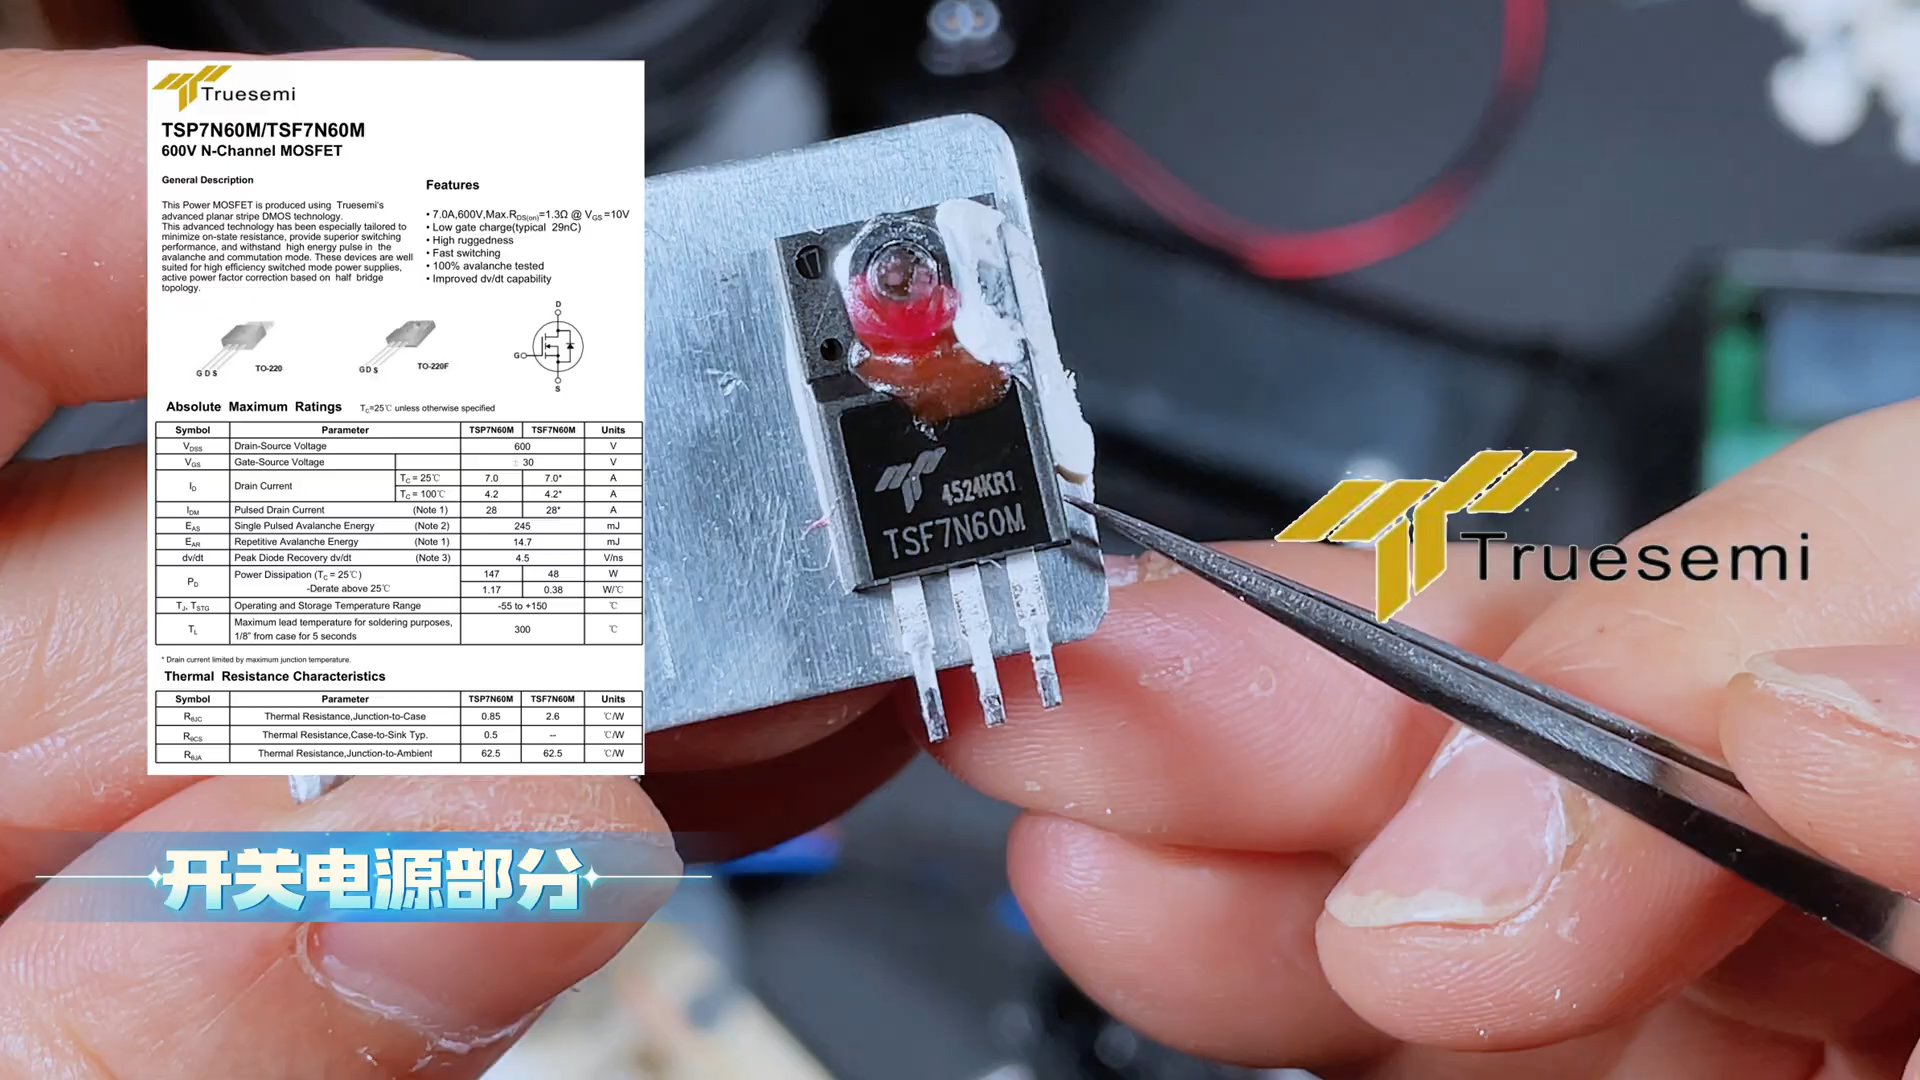 Truesemi
TSP7N60M/TSF7N60M
600V N-Channel MOSFET
General Description
This Power MOSFET is produced using Truesemi's
advanced planar stripe DMOS technology.
This advanced technology has been especially tailored to
minimize on-state resistance, provide superior switching
performance, and withstand high energy pulse in the
avalanche and commutation mode. These devices are well
suited for high efficiency switched mode power supplies,
active power factor correction based on half bridge
topology.
Features
• 7.0A,600V,Max.RDS(on)=1.3Ω @ VGS =10V
• Low gate charge(typical 29nC)
• High ruggedness
• Fast switching
• 100% avalanche tested
• Improved dv/dt capability
G D S TO-220
G D S TO-220F
D
G
S
Absolute Maximum Ratings TC=25℃ unless otherwise specified
Symbol Parameter TSP7N60M TSF7N60M Units
VDSS Drain-Source Voltage 600 V
VGS Gate-Source Voltage ± 30 V
ID Drain Current TC = 25℃ 7.0 7.0* A
TC = 100℃ 4.2 4.2* A
IDM Pulsed Drain Current (Note 1) 28 28* A
EAS Single Pulsed Avalanche Energy (Note 2) 245 mJ
EAR Repetitive Avalanche Energy (Note 1) 14.7 mJ
dv/dt Peak Diode Recovery dv/dt (Note 3) 4.5 V/ns
PD Power Dissipation (TC = 25℃) 147 48 W
-Derate above 25℃ 1.17 0.38 W/℃
TJ, TSTG Operating and Storage Temperature Range -55 to +150 ℃
TL Maximum lead temperature for soldering purposes,
1/8" from case for 5 seconds 300 ℃
* Drain current limited by maximum junction temperature.
Thermal Resistance Characteristics
Symbol Parameter TSP7N60M TSF7N60M Units
RθJC Thermal Resistance,Junction-to-Case 0.85 2.6 ℃/W
RθCS Thermal Resistance,Case-to-Sink Typ. 0.5 -- ℃/W
RθJA Thermal Resistance,Junction-to-Ambient 62.5 62.5 ℃/W
4524KR1
TSF7N60M
Truesemi
开关电源部分